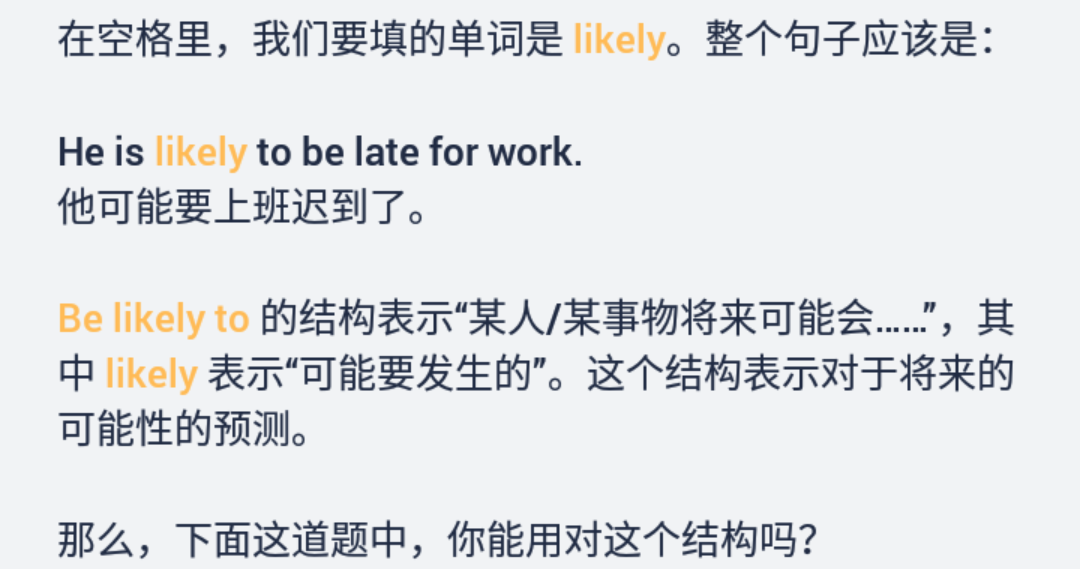 在空格里，我们要填的单词是 likely。整个句子应该是：
He is likely to be late for work.
他可能要上班迟到了。
Be likely to 的结构表示“某人/某事物将来可能会……”，其
中 likely 表示“可能要发生的”。这个结构表示对于将来的
可能性的预测。
那么，下面这道题中，你能用对这个结构吗？